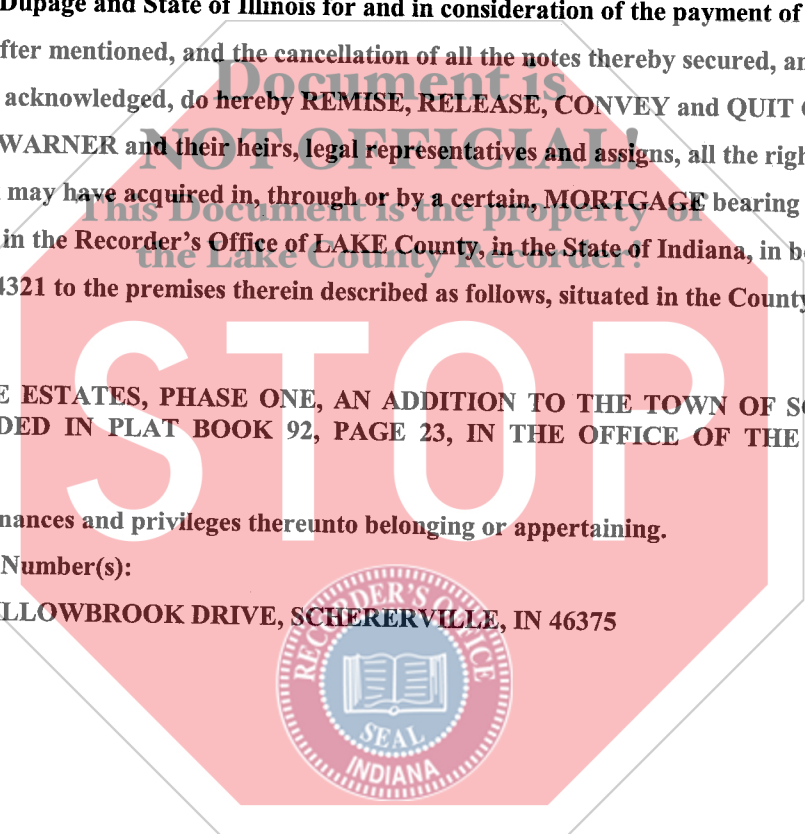 Dupage and State of Illinois for and in consideration of the payment of
fter mentioned, and the cancellation of all the notes thereby secured, an
acknowledged, do hereby REMISE, RELEASE, CONVEY and QUIT
WARNER and their heirs, legal representatives and assigns, all the righ
may have acquired in, through or by a certain, MORTGAGE bearing
in the Recorder's Office of LAKE County, in the State of Indiana, in b
4321 to the premises therein described as follows, situated in the County
E ESTATES, PHASE ONE, AN ADDITION TO THE TOWN OF SC
DED IN PLAT BOOK 92, PAGE 23, IN THE OFFICE OF THE
nances and privileges thereunto belonging or appertaining.
Number(s):
LLOWBROOK DRIVE, SCHERERVILLE, IN 46375
Document is
NOT OFFICIAL!
This Document is the property
the Lake County Recorder!
STOP
RECORDER'S OFFICE
SEAL
INDIANA